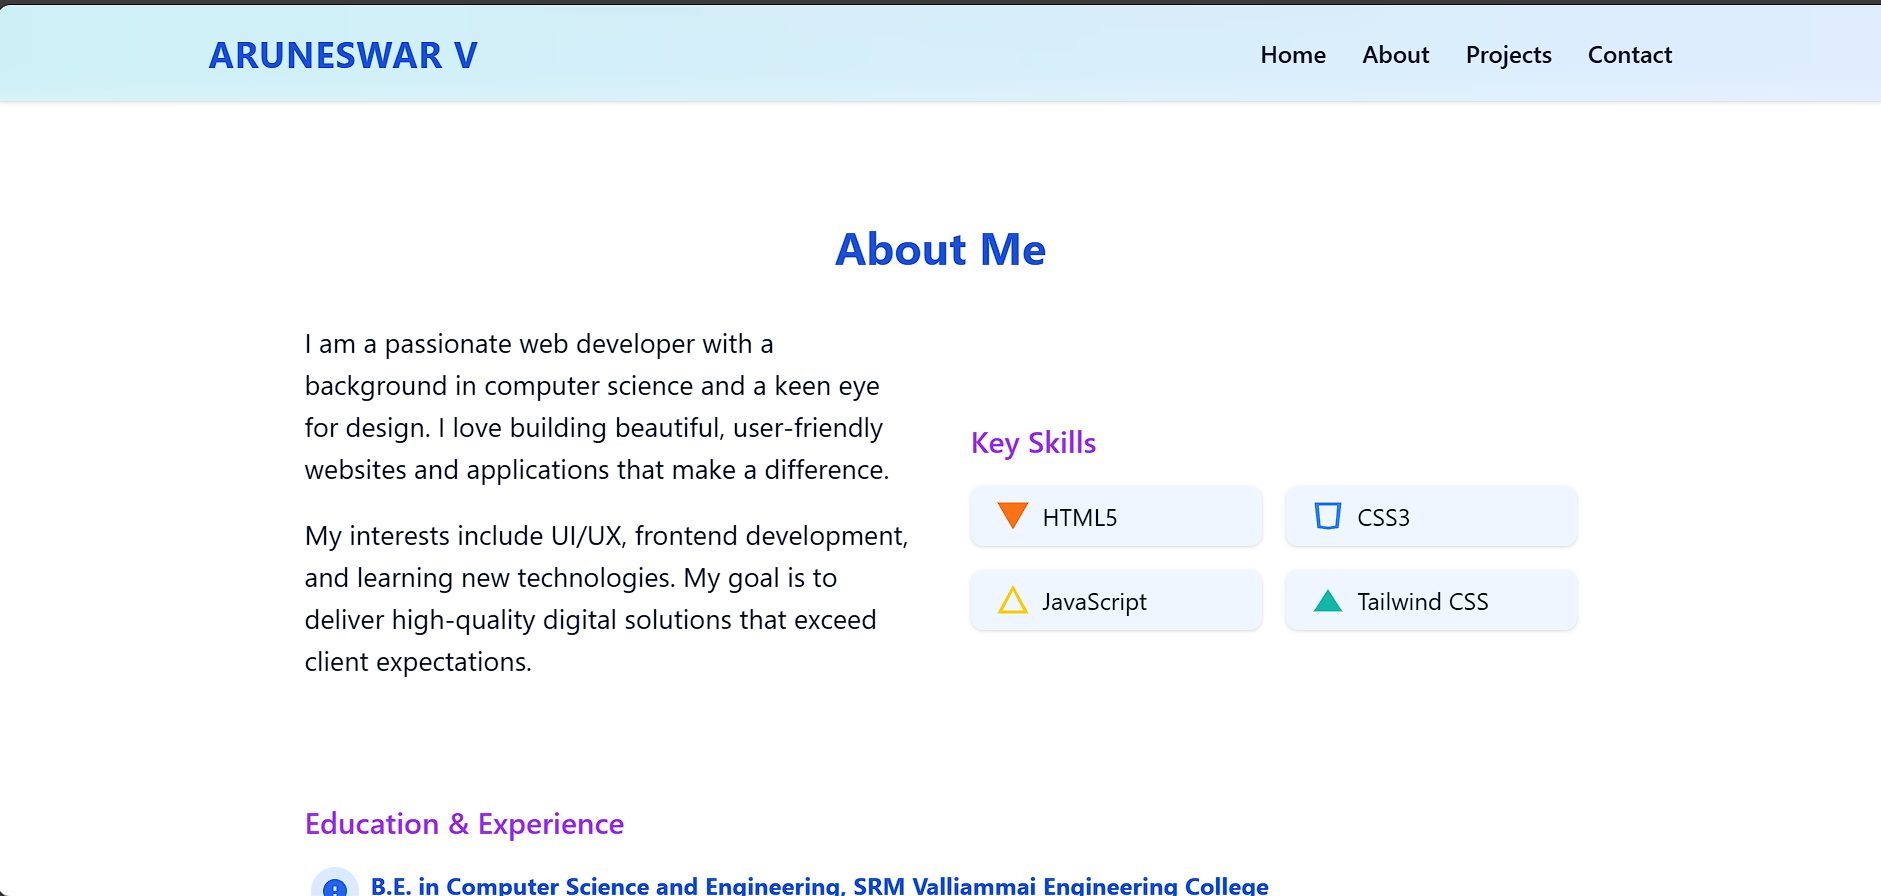 ARUNESWAR V
Home About Projects Contact
About Me
I am a passionate web developer with a
background in computer science and a keen eye
for design. I love building beautiful, user-friendly
websites and applications that make a difference.
My interests include UI/UX, frontend development,
and learning new technologies. My goal is to
deliver high-quality digital solutions that exceed
client expectations.
Key Skills
HTML5
CSS3
JavaScript
Tailwind CSS
Education & Experience
B.E. in Computer Science and Engineering, SRM Valliammai Engineering College